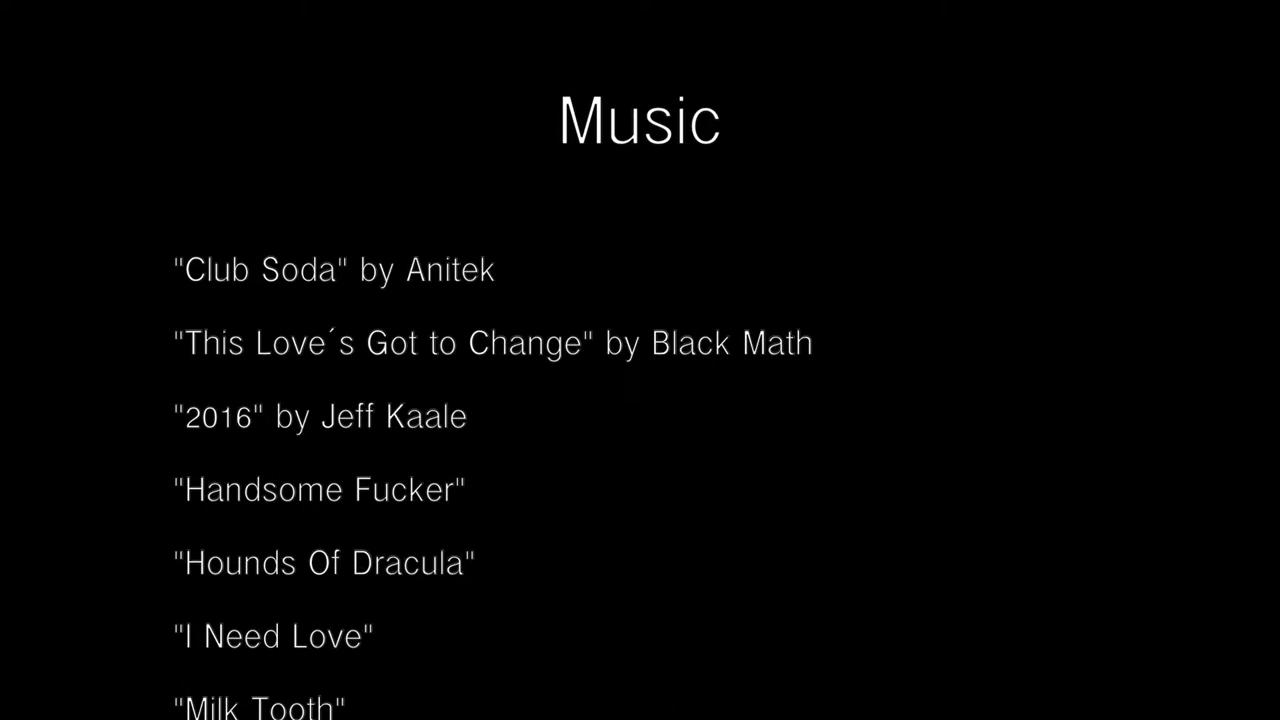 Music
"Club Soda" by Anitek
"This Love´s Got to Change" by Black Math
"2016" by Jeff Kaale
"Handsome Fucker"
"Hounds Of Dracula"
"I Need Love"
"Milk Tooth"